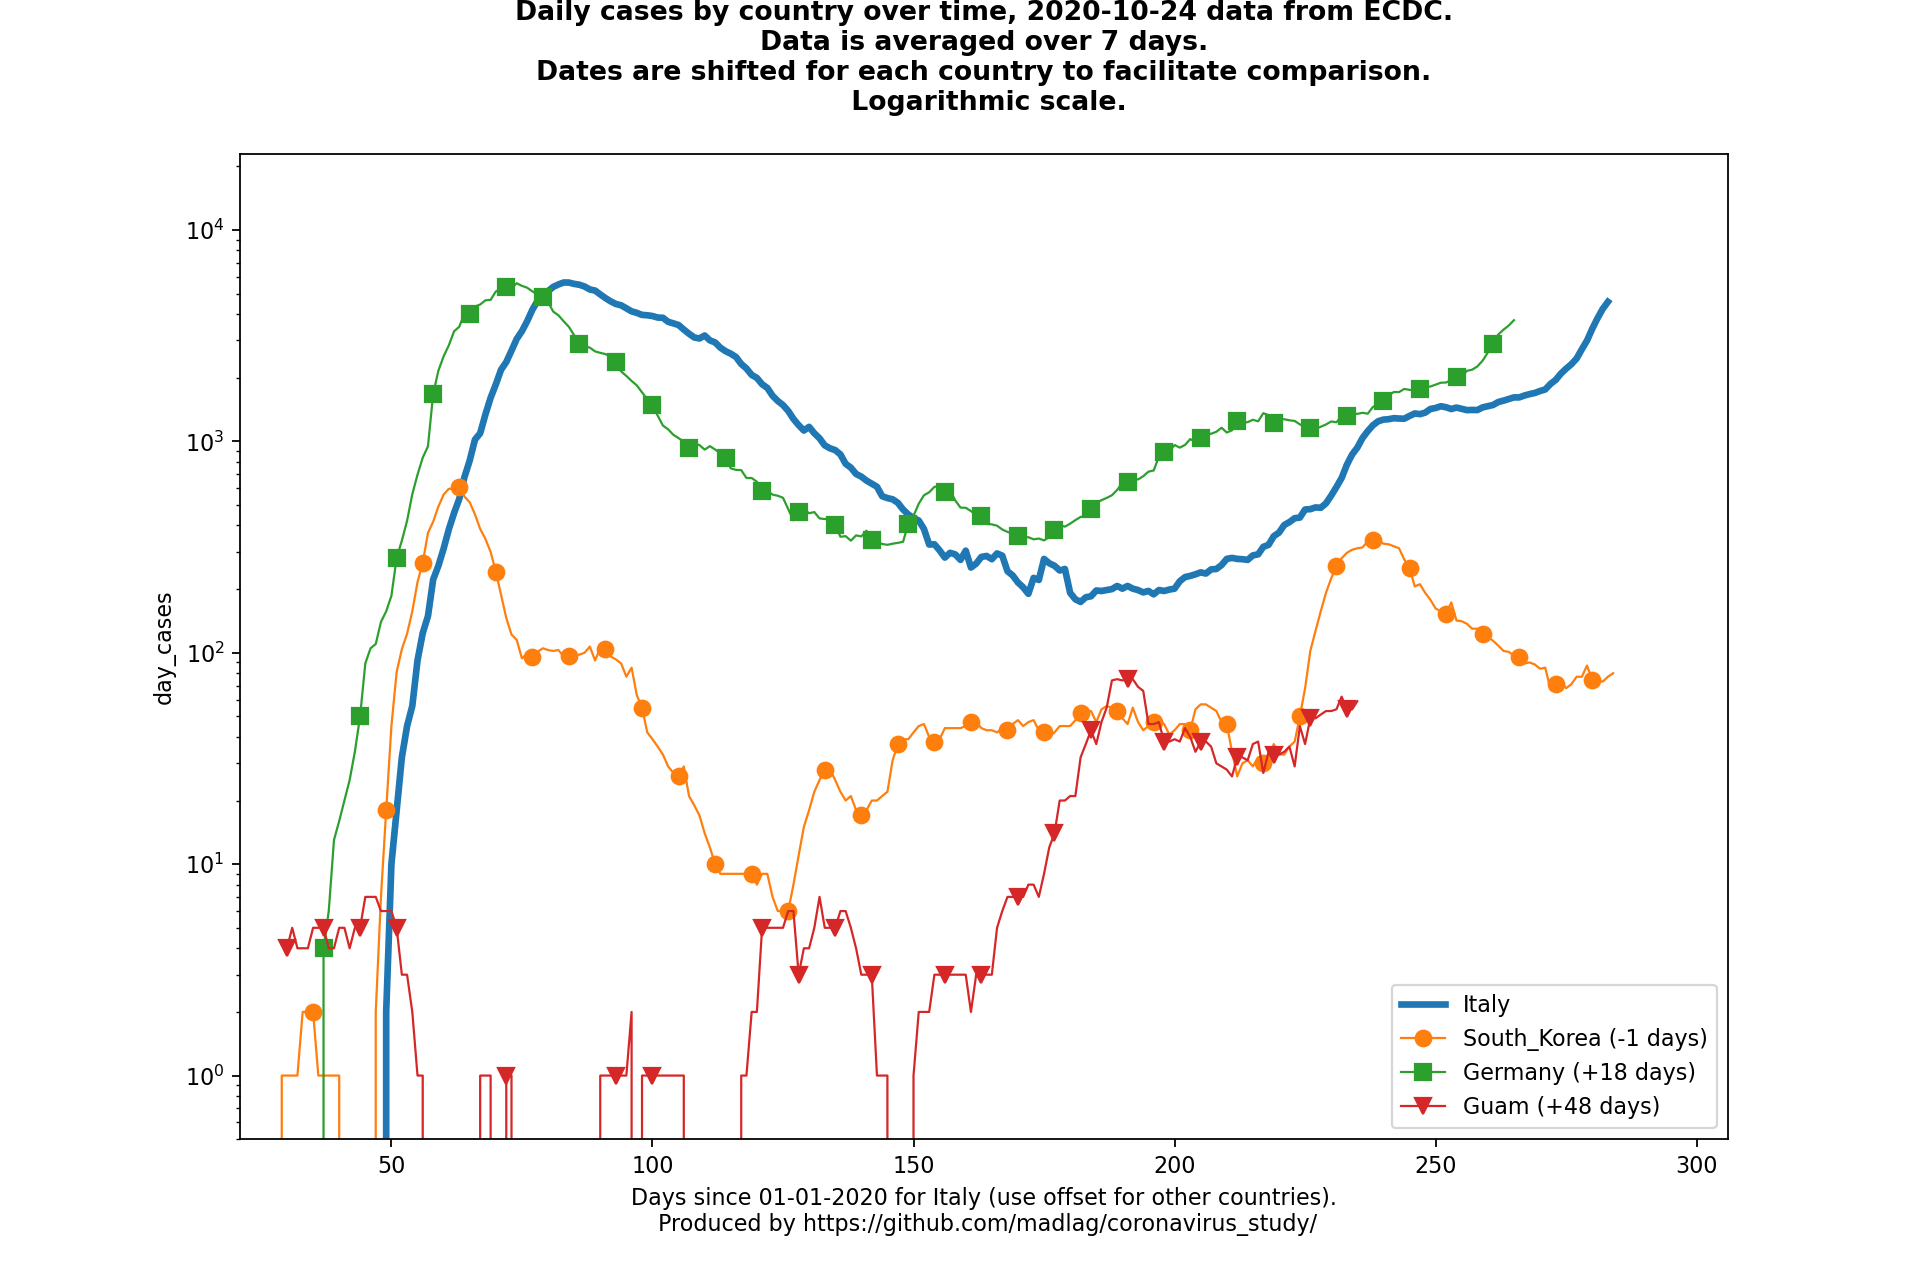 Daily cases by country over time, 2020-10-24 data from ECDC.
Data is averaged over 7 days.
Dates are shifted for each country to facilitate comparison.
Logarithmic scale.
10⁴
10³
10²
10¹
10⁰
day_cases
50
100
150
200
250
300
Italy
South_Korea (-1 days)
Germany (+18 days)
Guam (+48 days)
Days since 01-01-2020 for Italy (use offset for other countries).
Produced by https://github.com/madlag/coronavirus_study/